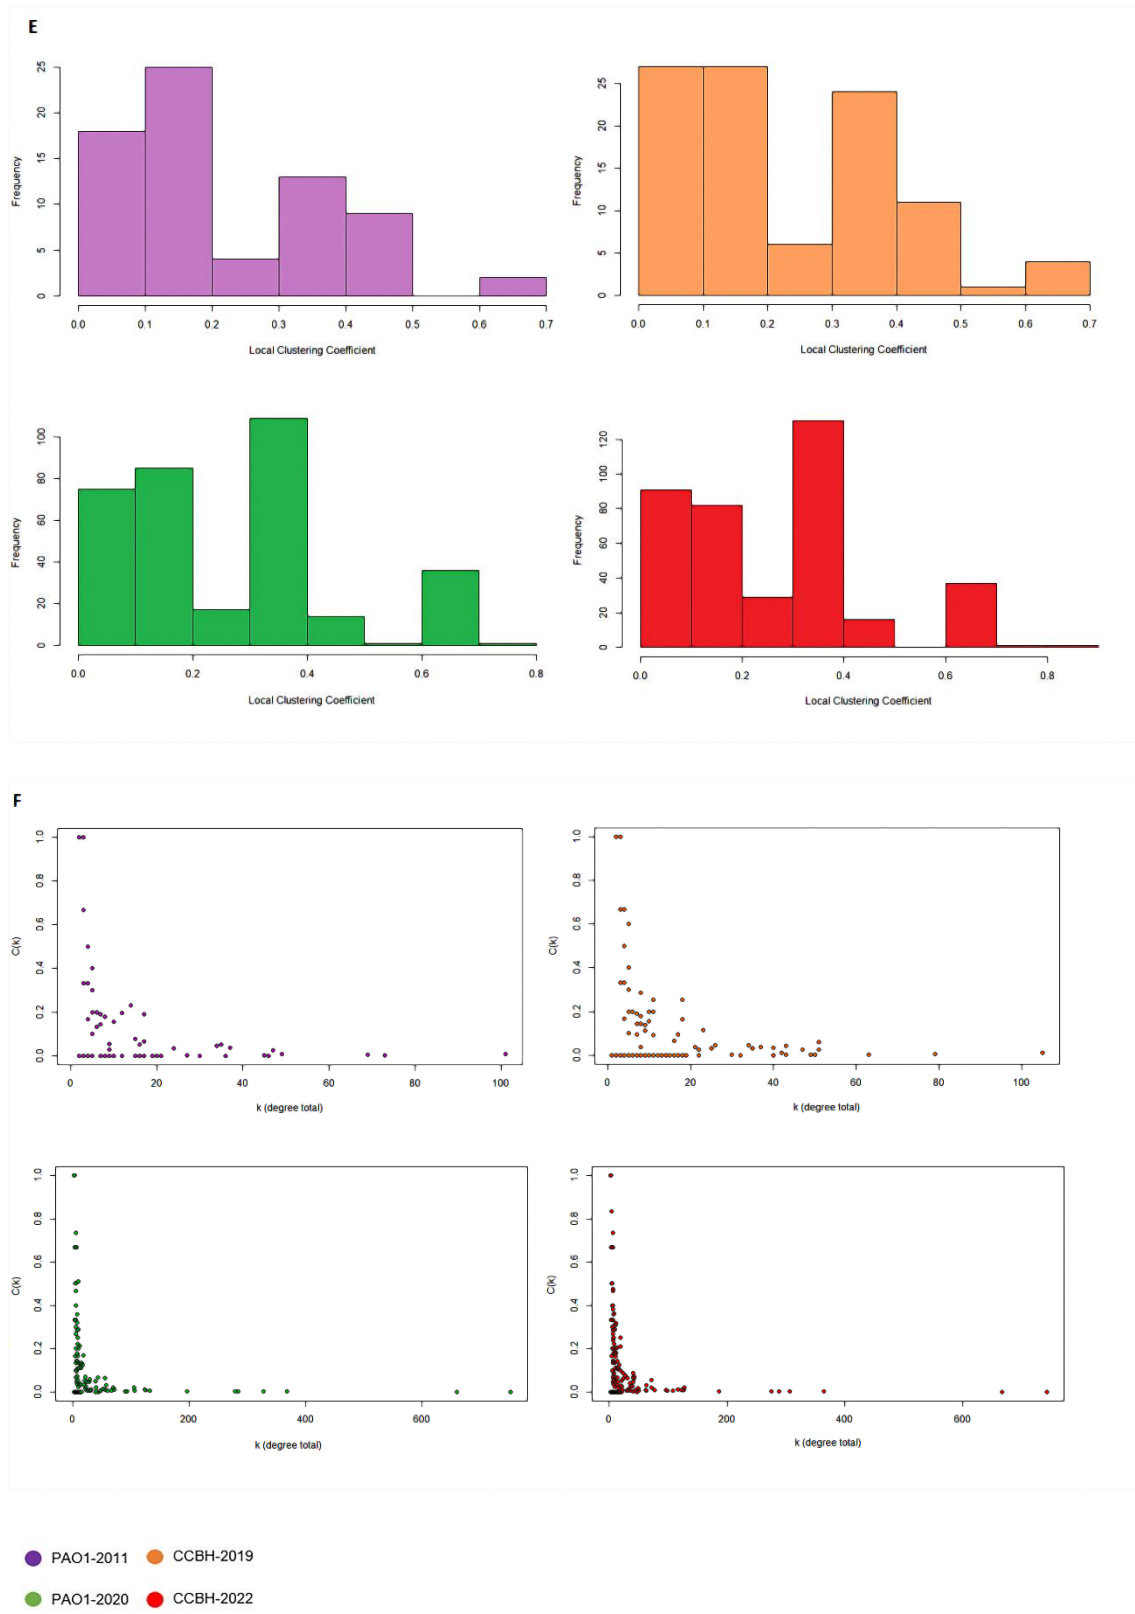 E
25
20
15
10
5
0
Frequency
0.0 0.1 0.2 0.3 0.4 0.5 0.6 0.7
Local Clustering Coefficient
25
20
15
10
5
0
Frequency
0.0 0.1 0.2 0.3 0.4 0.5 0.6 0.7
Local Clustering Coefficient
100
80
60
40
20
0
Frequency
0.0 0.2 0.4 0.6 0.8
Local Clustering Coefficient
120
100
80
60
40
20
0
Frequency
0.0 0.2 0.4 0.6 0.8
Local Clustering Coefficient
F
1.0
0.8
0.6
0.4
0.2
0.0
C(k)
0 20 40 60 80 100
k (degree total)
1.0
0.8
0.6
0.4
0.2
0.0
C(k)
0 20 40 60 80 100
k (degree total)
1.0
0.8
0.6
0.4
0.2
0.0
C(k)
0 200 400 600
k (degree total)
1.0
0.8
0.6
0.4
0.2
0.0
C(k)
0 200 400 600
k (degree total)
PAO1-2011 CCBH-2019
PAO1-2020 CCBH-2022